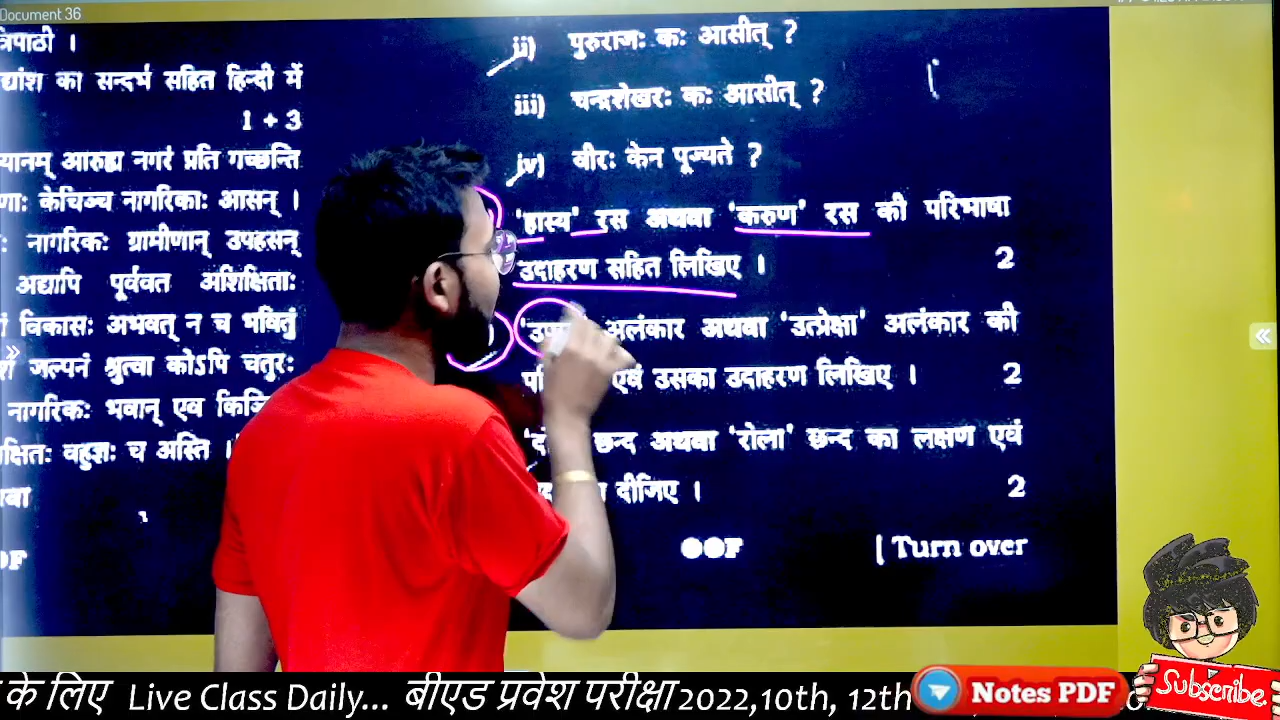 Document 36
त्रिपाठी ।
द्यांश का सन्दर्भ सहित हिन्दी में
1 + 3
यानम् आरुह्य नगरं प्रति गच्छन्ति
णाः केचिञ्च नागरिकाः आसन् ।
: नागरिकः ग्रामीणान् उपहसन्
अद्यापि पूर्ववत अशिक्षिताः
विकासः अभवत् न च भवितुं
जल्पनं श्रुत्वा कोऽपि चतुरः
नागरिकः भवान् एव
क्षितः बहुज्ञः च अस्ति ।
ii) पुरुराजः कः आसीत् ?
iii) चन्द्रशेखरः कः आसीत् ?
iv) वीरः केन पूज्यते ?
'हास्य' रस अथवा 'करुण' रस की परिभाषा
उदाहरण सहित लिखिए । 2
अलंकार अथवा 'उत्प्रेक्षा' अलंकार की
एवं उसका उदाहरण लिखिए । 2
छन्द अथवा 'रोला' छन्द का लक्षण एवं
दीजिए । 2
[ Turn over
के लिए Live Class Daily... बीएड प्रवेश परीक्षा 2022,10th, 12th
Notes PDF
Subscribe